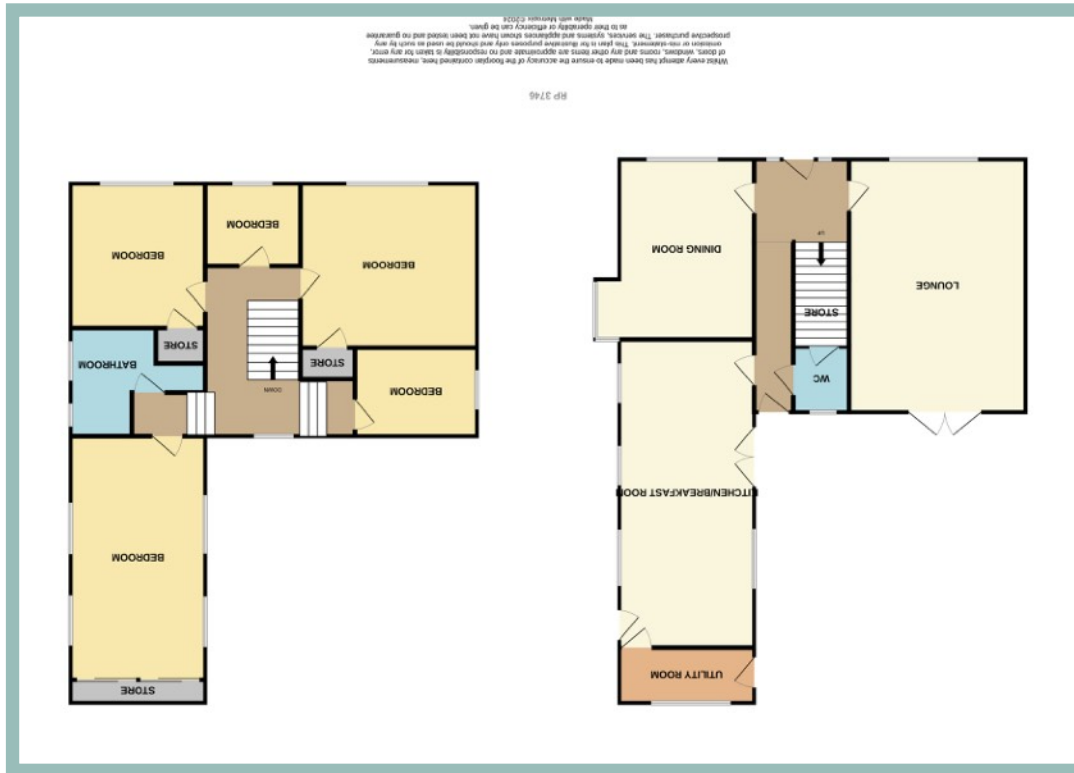 UTILITY ROOM
KITCHEN/BREAKFAST ROOM
WC
STORE
LOUNGE
DINING ROOM
UP
STORE
BEDROOM
BEDROOM
DOWN
BATHROOM
STORE
STORE
BEDROOM
BEDROOM
BEDROOM
RP 3746
Whilst every attempt has been made to ensure the accuracy of the floorplan contained here, measurements
of doors, windows, rooms and any other items are approximate and no responsibility is taken for any error,
omission or mis-statement. This plan is for illustrative purposes only and should be used as such by any
prospective purchaser. The services, systems and appliances shown have not been tested and no guarantee
as to their operability or efficiency can be given.
Made with Metropix ©2024